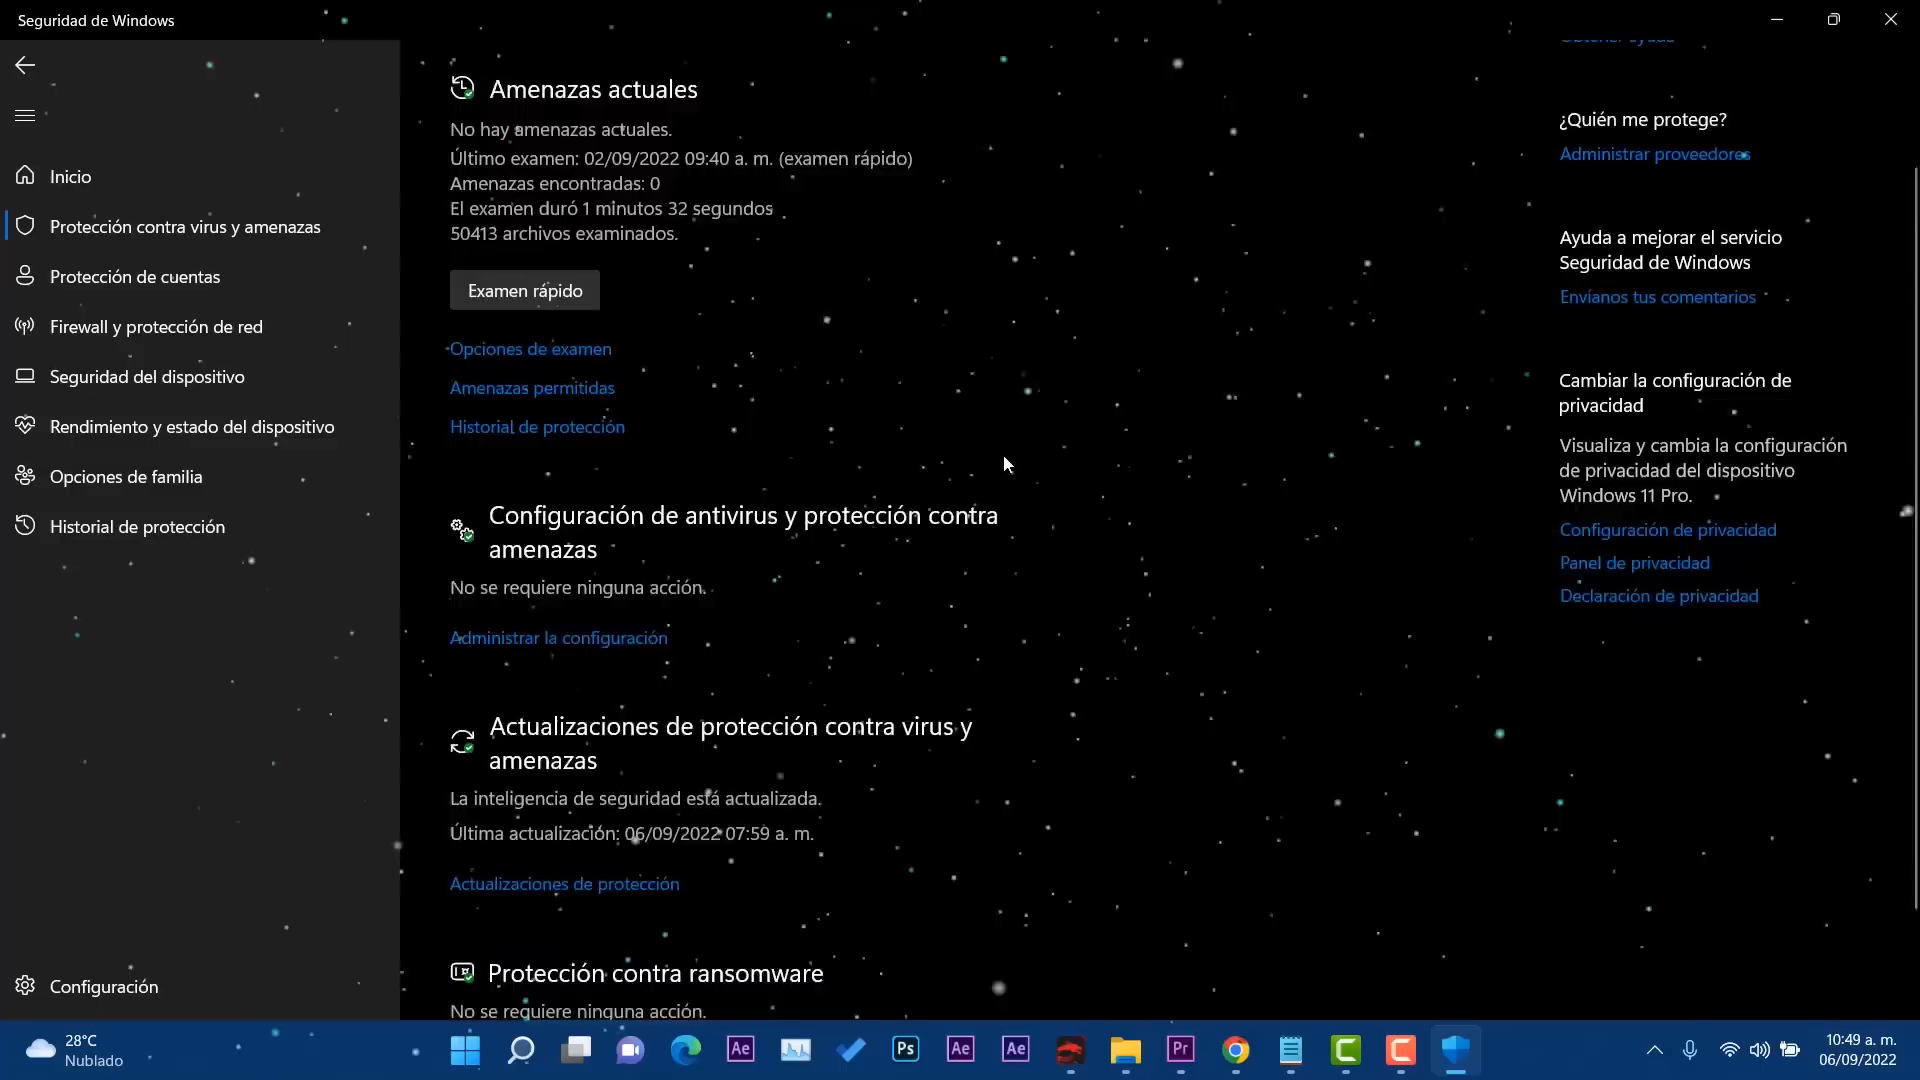 Seguridad de Windows
Inicio
Protección contra virus y amenazas
Protección de cuentas
Firewall y protección de red
Seguridad del dispositivo
Rendimiento y estado del dispositivo
Opciones de familia
Historial de protección
Configuración
Amenazas actuales
No hay amenazas actuales.
Último examen: 02/09/2022 09:40 a. m. (examen rápido)
Amenazas encontradas: 0
El examen duró 1 minutos 32 segundos
50413 archivos examinados.
Examen rápido
Opciones de examen
Amenazas permitidas
Historial de protección
Configuración de antivirus y protección contra
amenazas
No se requiere ninguna acción.
Administrar la configuración
Actualizaciones de protección contra virus y
amenazas
La inteligencia de seguridad está actualizada.
Última actualización: 06/09/2022 07:59 a. m.
Actualizaciones de protección
Protección contra ransomware
No se requiere ninguna acción.
¿Quién me protege?
Administrar proveedores
Ayuda a mejorar el servicio
Seguridad de Windows
Envíanos tus comentarios
Cambiar la configuración de
privacidad
Visualiza y cambia la configuración
de privacidad del dispositivo
Windows 11 Pro.
Configuración de privacidad
Panel de privacidad
Declaración de privacidad
28°C
Nublado
Ae
Ps
Ae
Ae
Pr
10:49 a. m.
06/09/2022